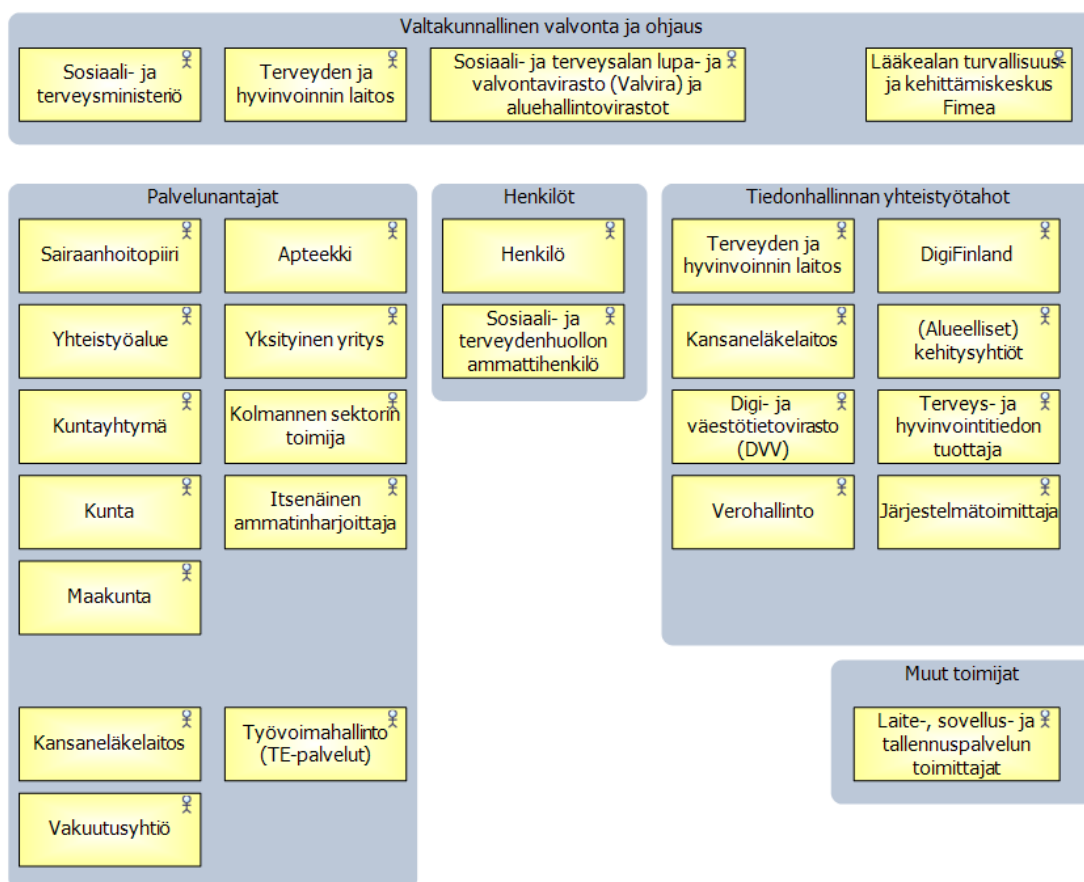 Valtakunnallinen valvonta ja ohjaus
Sosiaali- ja
terveysministeriö
Terveyden ja
hyvinvoinnin laitos
Sosiaali- ja terveysalan lupa- ja
valvontavirasto (Valvira) ja
aluehallintovirastot
Lääkealan turvallisuus-
ja kehittämiskeskus
Fimea
Palvelunantajat
Sairaanhoitopiiri
Apteekki
Yhteistyöalue
Yksityinen yritys
Kuntayhtymä
Kolmannen sektorin
toimija
Kunta
Itsenäinen
ammatinharjoittaja
Maakunta
Kansaneläkelaitos
Työvoimahallinto
(TE-palvelut)
Vakuutusyhtiö
Henkilöt
Henkilö
Sosiaali- ja
terveydenhuollon
ammattihenkilö
Tiedonhallinnan yhteistyötahot
Terveyden ja
hyvinvoinnin laitos
DigiFinland
Kansaneläkelaitos
(Alueelliset)
kehitysyhtiöt
Digi- ja
väestötietovirasto
(DVV)
Terveys- ja
hyvinvointitiedon
tuottaja
Verohallinto
Järjestelmätoimittaja
Muut toimijat
Laite-, sovellus- ja
tallennuspalvelun
toimittajat